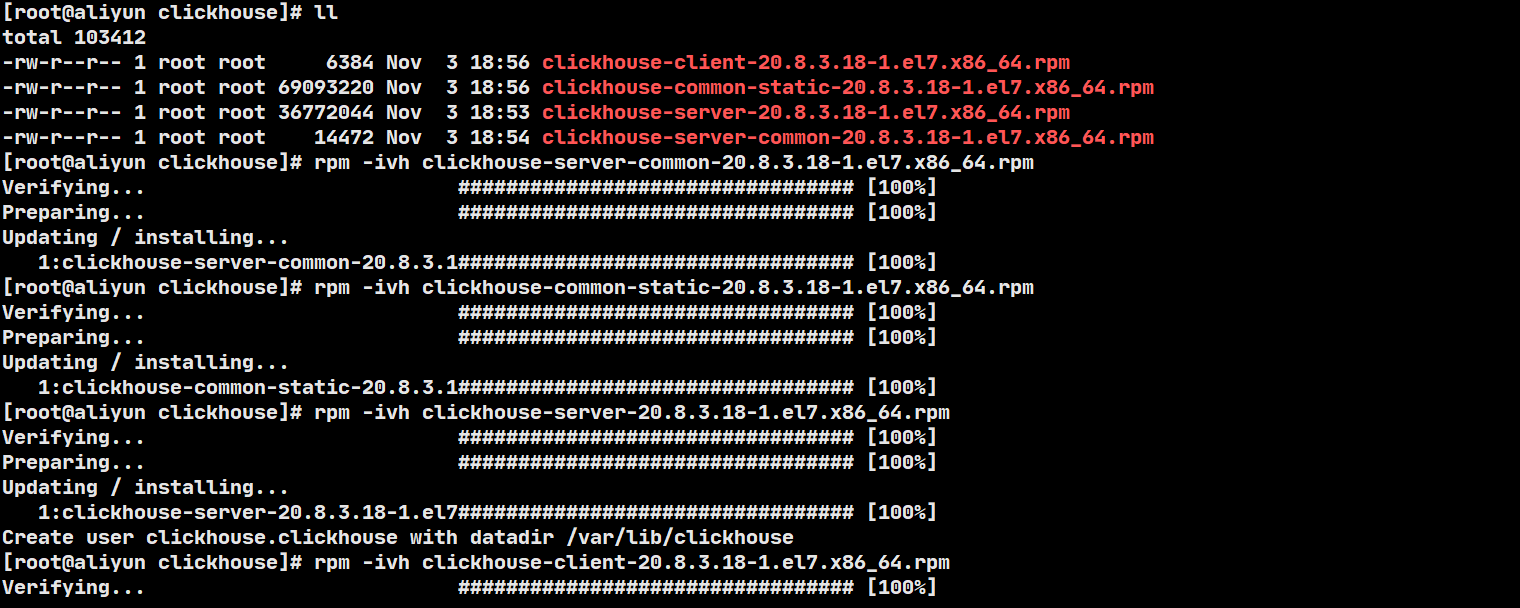 [root@aliyun clickhouse]# ll
total 103412
-rw-r--r-- 1 root root     6384 Nov  3 18:56 clickhouse-client-20.8.3.18-1.el7.x86_64.rpm
-rw-r--r-- 1 root root 69093220 Nov  3 18:56 clickhouse-common-static-20.8.3.18-1.el7.x86_64.rpm
-rw-r--r-- 1 root root 36772044 Nov  3 18:53 clickhouse-server-20.8.3.18-1.el7.x86_64.rpm
-rw-r--r-- 1 root root    14472 Nov  3 18:54 clickhouse-server-common-20.8.3.18-1.el7.x86_64.rpm
[root@aliyun clickhouse]# rpm -ivh clickhouse-server-common-20.8.3.18-1.el7.x86_64.rpm
Verifying...                          ################################# [100%]
Preparing...                          ################################# [100%]
Updating / installing...
   1:clickhouse-server-common-20.8.3.1################################# [100%]
[root@aliyun clickhouse]# rpm -ivh clickhouse-common-static-20.8.3.18-1.el7.x86_64.rpm
Verifying...                          ################################# [100%]
Preparing...                          ################################# [100%]
Updating / installing...
   1:clickhouse-common-static-20.8.3.1################################# [100%]
[root@aliyun clickhouse]# rpm -ivh clickhouse-server-20.8.3.18-1.el7.x86_64.rpm
Verifying...                          ################################# [100%]
Preparing...                          ################################# [100%]
Updating / installing...
   1:clickhouse-server-20.8.3.18-1.el7################################# [100%]
Create user clickhouse.clickhouse with datadir /var/lib/clickhouse
[root@aliyun clickhouse]# rpm -ivh clickhouse-client-20.8.3.18-1.el7.x86_64.rpm
Verifying...                          ################################# [100%]